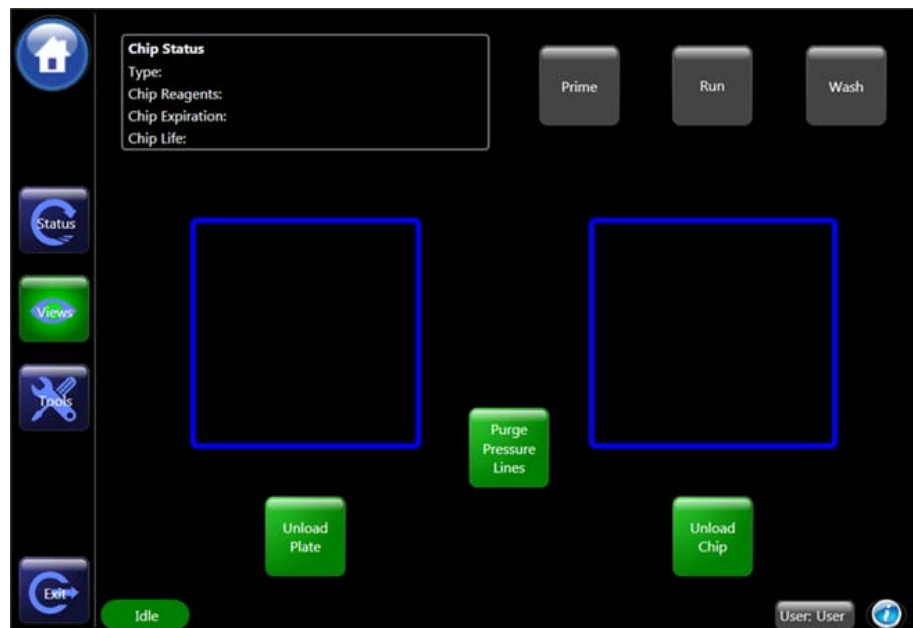 Chip Status
Type:
Chip Reagents:
Chip Expiration:
Chip Life:
Prime
Run
Wash
Status
Views
Tools
Purge
Pressure
Lines
Unload
Plate
Unload
Chip
Exit
Idle
User: User
i